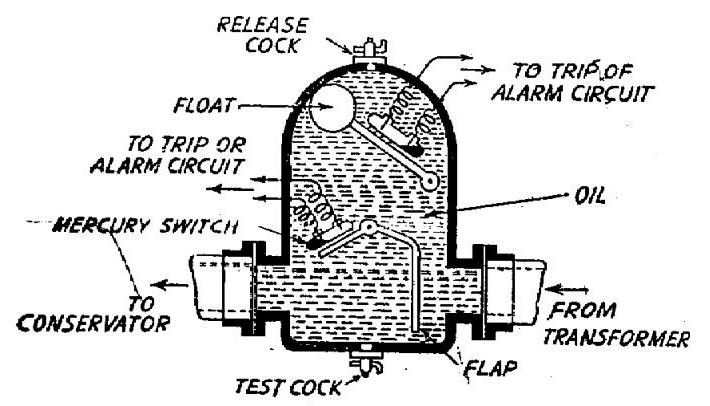 RELEASE
COCK
TO TRIP OF
ALARM CIRCUIT
FLOAT
TO TRIP OR
ALARM CIRCUIT
OIL
MERCURY SWITCH
TO
CONSERVATOR
FROM
TRANSFORMER
FLAP
TEST COCK